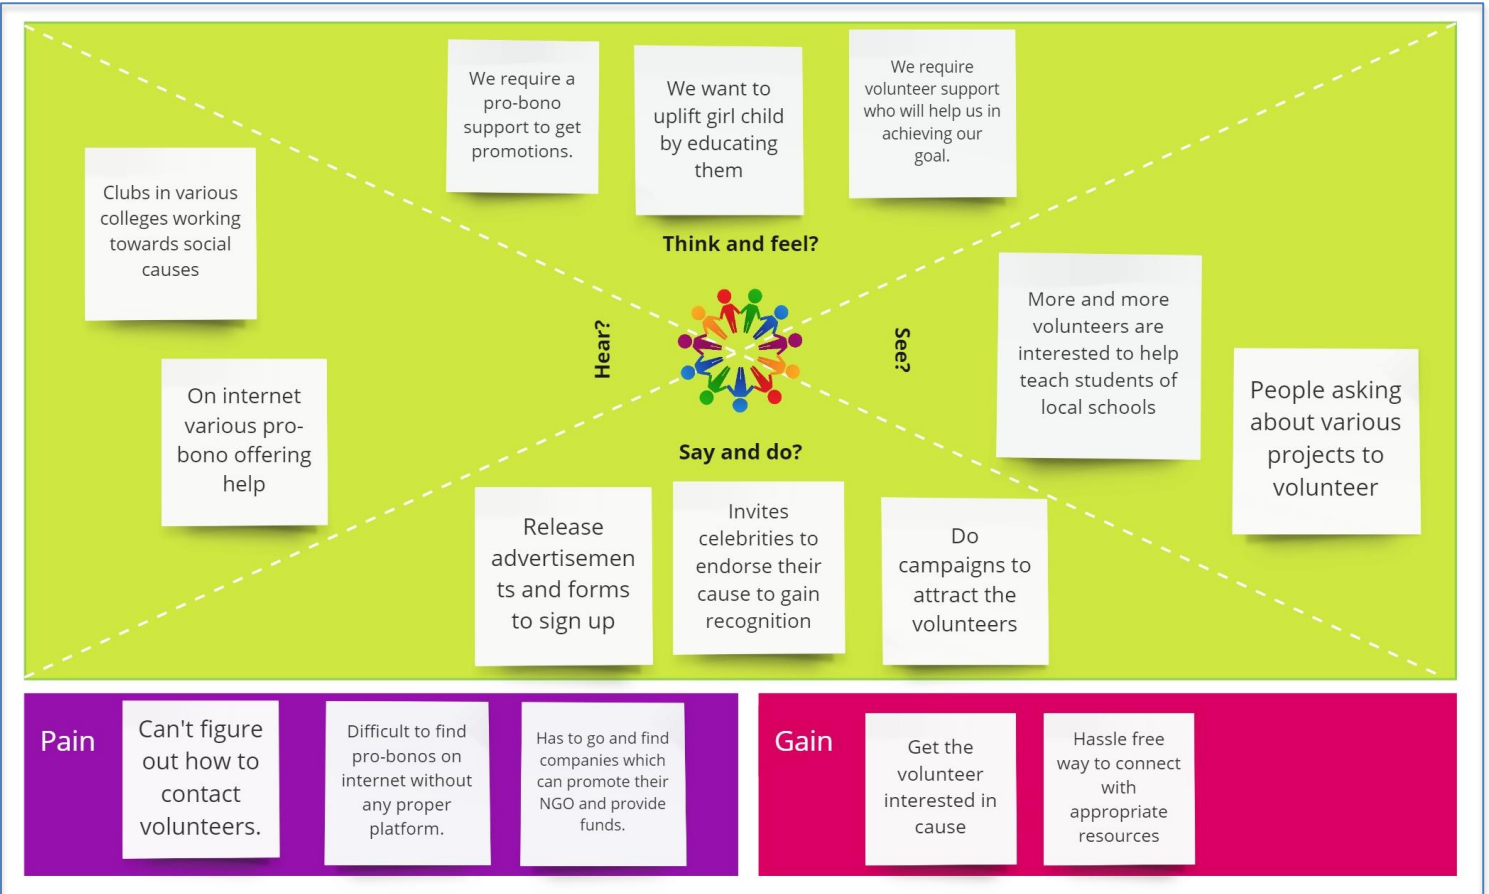 We require a
pro-bono
support to get
promotions.
We want to
uplift girl child
by educating
them
We require
volunteer support
who will help us in
achieving our
goal.
Think and feel?
Clubs in various
colleges working
towards social
causes
On internet
various pro-
bono offering
help
Hear?
See?
More and more
volunteers are
interested to help
teach students of
local schools
People asking
about various
projects to
volunteer
Say and do?
Release
advertisemen
ts and forms
to sign up
Invites
celebrities to
endorse their
cause to gain
recognition
Do
campaigns to
attract the
volunteers
Pain
Can't figure
out how to
contact
volunteers.
Difficult to find
pro-bonos on
internet without
any proper
platform.
Has to go and find
companies which
can promote their
NGO and provide
funds.
Gain
Get the
volunteer
interested in
cause
Hassle free
way to connect
with
appropriate
resources